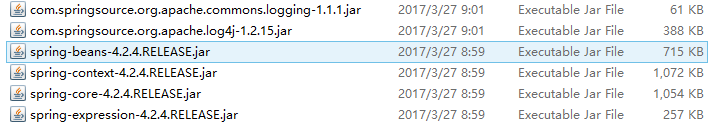 com.springsource.org.apache.commons.logging-1.1.1.jar 2017/3/27 9:01 Executable Jar File 61 KB
com.springsource.org.apache.log4j-1.2.15.jar 2017/3/27 9:01 Executable Jar File 388 KB
spring-beans-4.2.4.RELEASE.jar 2017/3/27 8:59 Executable Jar File 715 KB
spring-context-4.2.4.RELEASE.jar 2017/3/27 8:59 Executable Jar File 1,072 KB
spring-core-4.2.4.RELEASE.jar 2017/3/27 8:59 Executable Jar File 1,054 KB
spring-expression-4.2.4.RELEASE.jar 2017/3/27 8:59 Executable Jar File 257 KB